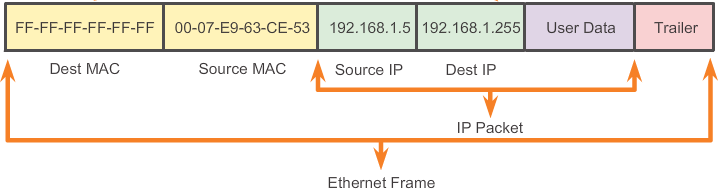 FF-FF-FF-FF-FF-FF 00-07-E9-63-CE-53 192.168.1.5 192.168.1.255 User Data Trailer
Dest MAC Source MAC Source IP Dest IP
IP Packet
Ethernet Frame